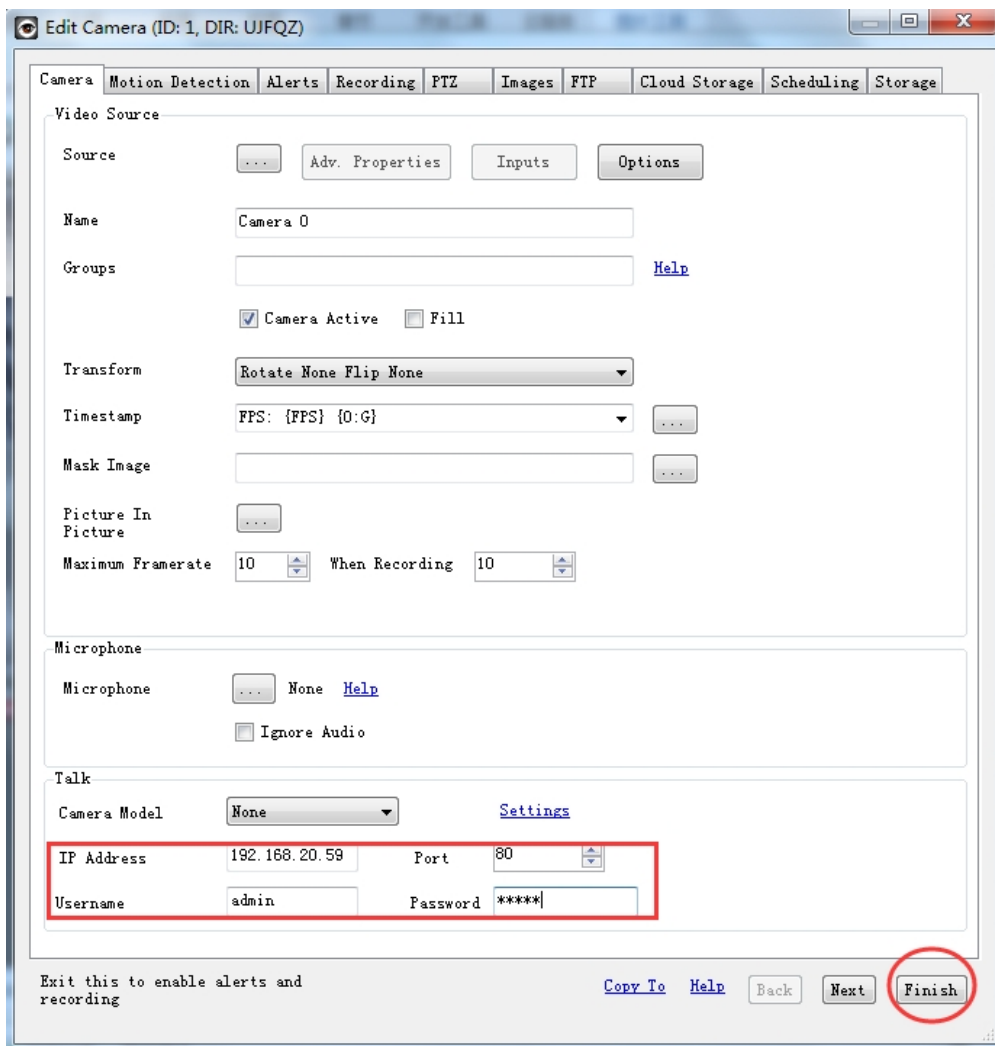 Edit Camera (ID: 1, DIR: UJFQZ)
Camera Motion Detection Alerts Recording PTZ Images FTP Cloud Storage Scheduling Storage
Video Source
Source ... Adv. Properties Inputs Options
Name Camera 0
Groups Help
Camera Active Fill
Transform Rotate None Flip None
Timestamp FPS: {FPS} {0:G} ...
Mask Image ...
Picture In
Picture ...
Maximum Framerate 10 When Recording 10
Microphone
Microphone ... None Help
Ignore Audio
Talk
Camera Model None Settings
IP Address 192.168.20.59 Port 80
Username admin Password *****
Exit this to enable alerts and
recording
Copy To Help Back Next Finish